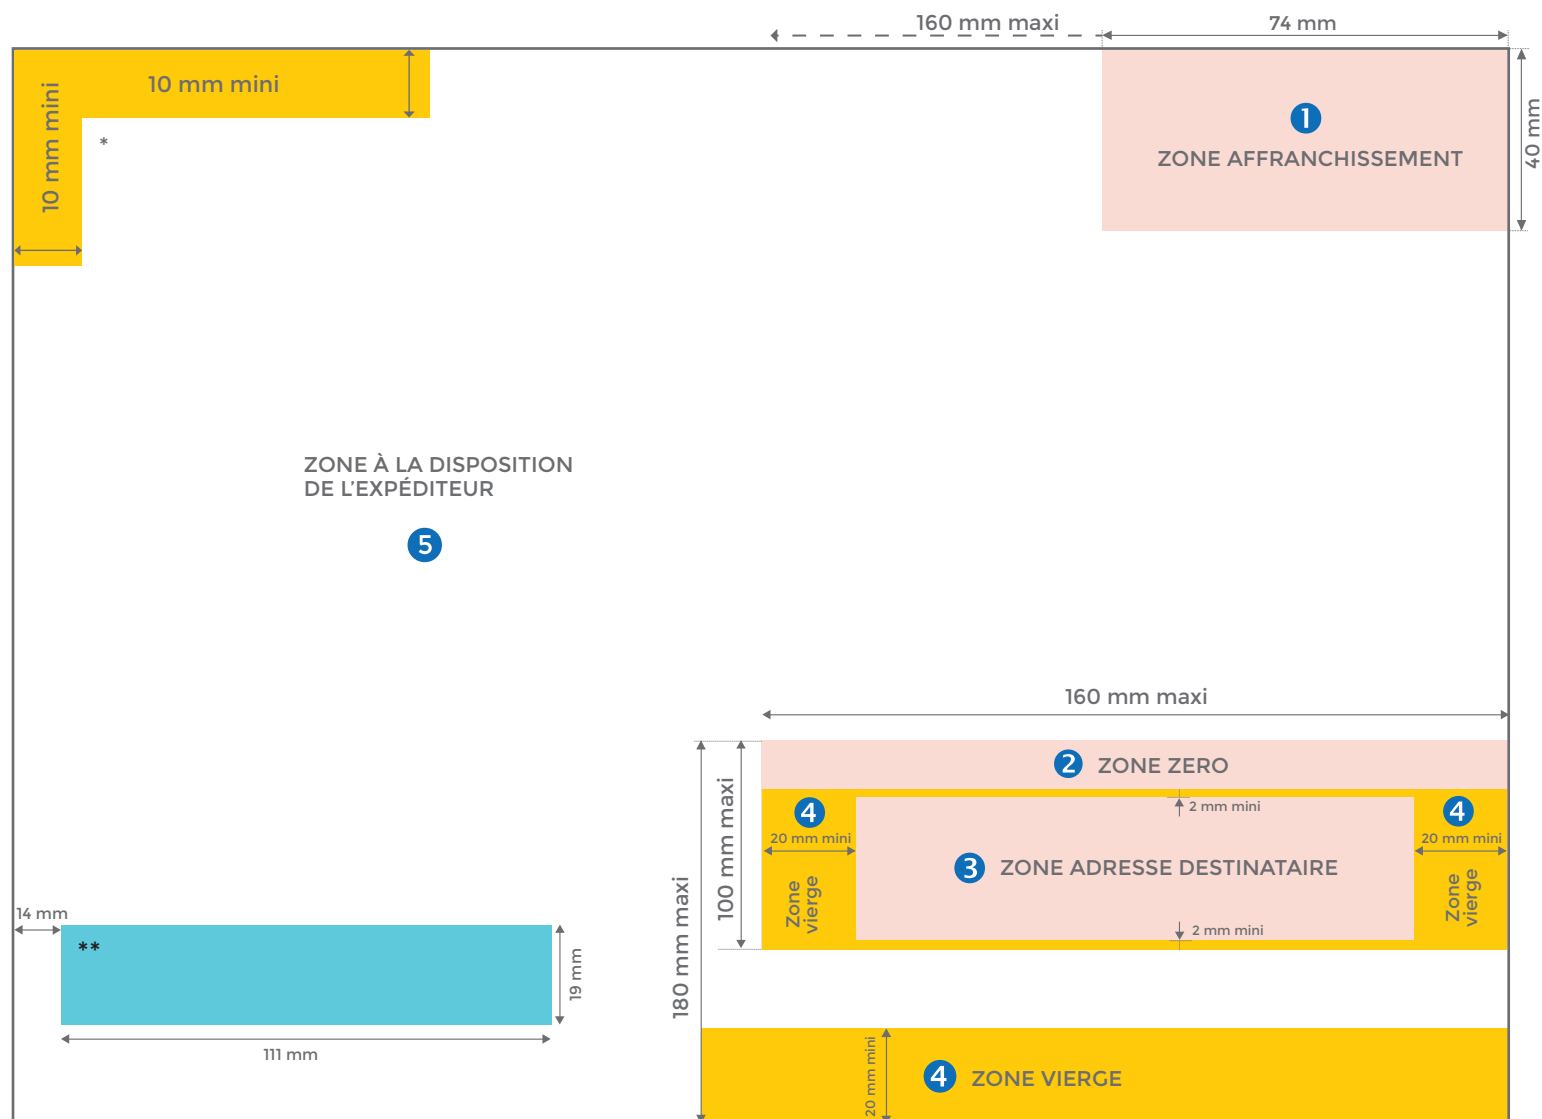 160 mm maxi
74 mm
10 mm mini
10 mm mini
*
1
ZONE AFFRANCHISSEMENT
40 mm
ZONE À LA DISPOSITION
DE L'EXPÉDITEUR
5
160 mm maxi
2 ZONE ZERO
180 mm maxi
100 mm maxi
4
20 mm mini
Zone
vierge
2 mm mini
3 ZONE ADRESSE DESTINATAIRE
2 mm mini
4
20 mm mini
Zone
vierge
14 mm
**
19 mm
111 mm
20 mm mini
4 ZONE VIERGE